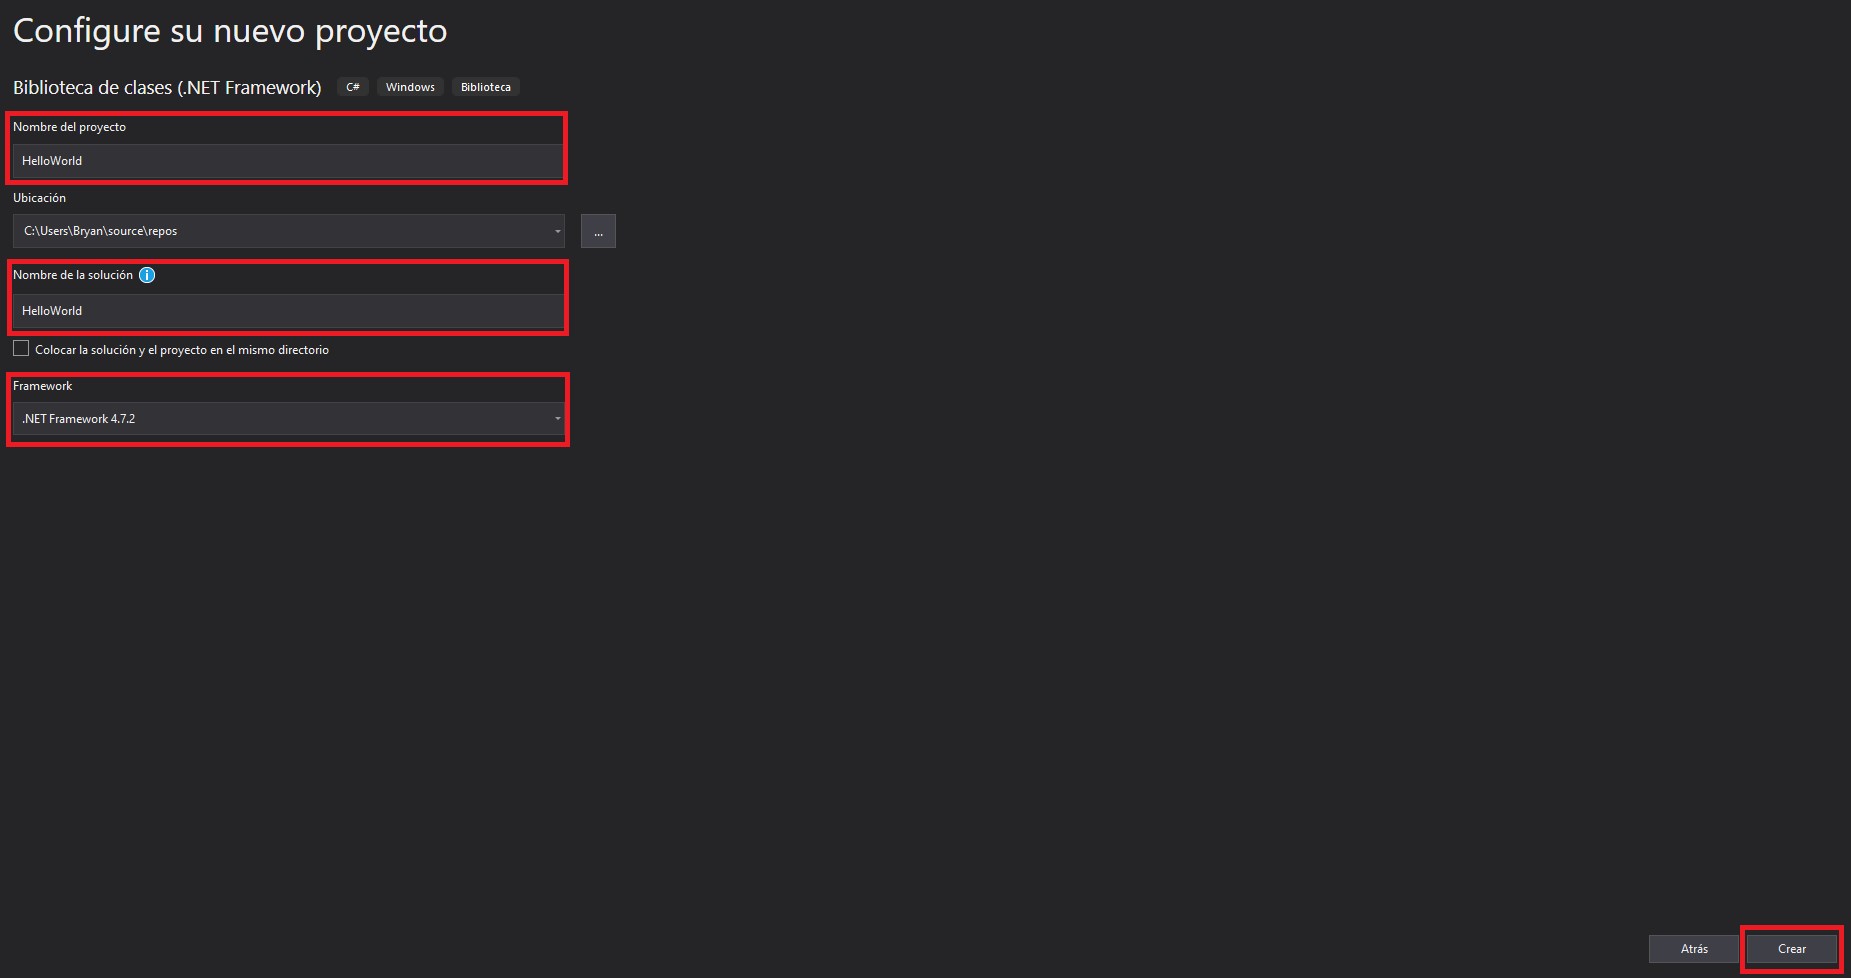 Configure su nuevo proyecto
Biblioteca de clases (.NET Framework) C# Windows Biblioteca
Nombre del proyecto
HelloWorld
Ubicación
C:\Users\Bryan\source\repos
...
Nombre de la solución
HelloWorld
Colocar la solución y el proyecto en el mismo directorio
Framework
.NET Framework 4.7.2
Atrás Crear